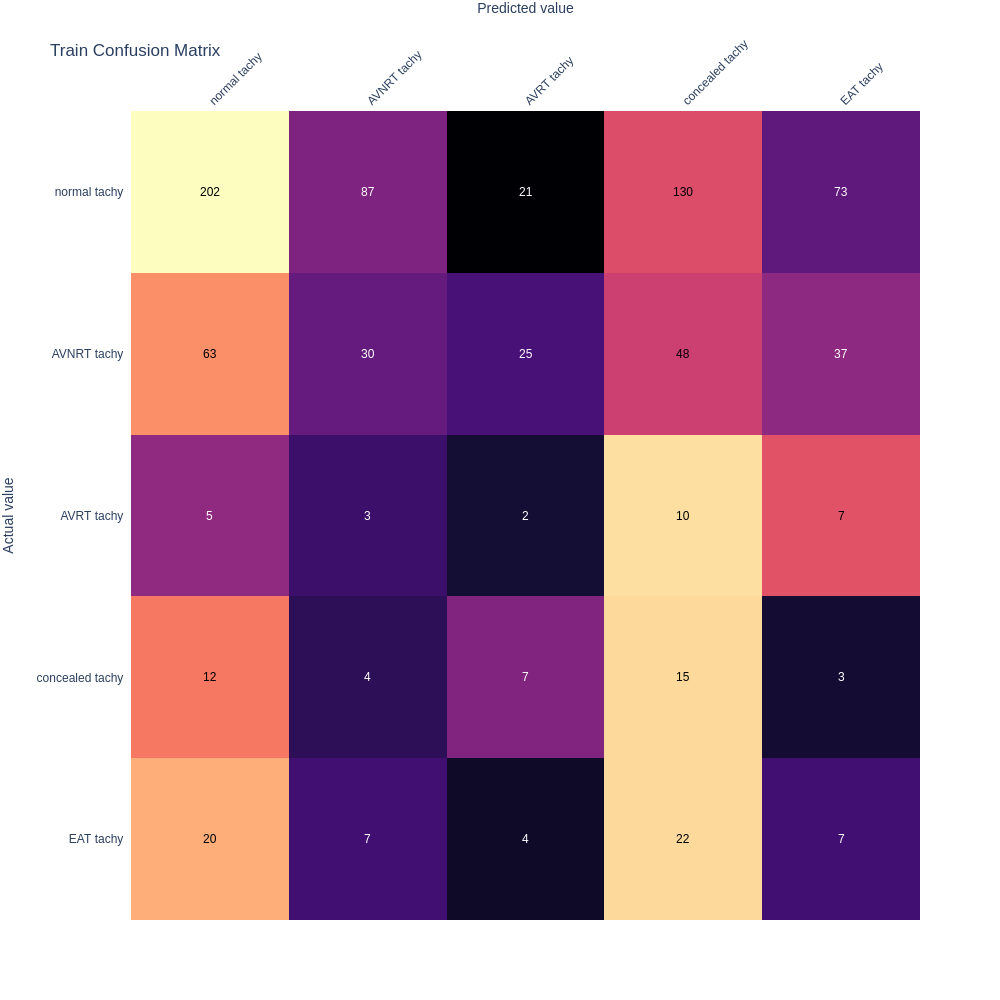 Predicted value
Train Confusion Matrix
normal tachy AVNRT tachy AVRT tachy concealed tachy EAT tachy
normal tachy 202 87 21 130 73
AVNRT tachy 63 30 25 48 37
Actual value
AVRT tachy 5 3 2 10 7
concealed tachy 12 4 7 15 3
EAT tachy 20 7 4 22 7